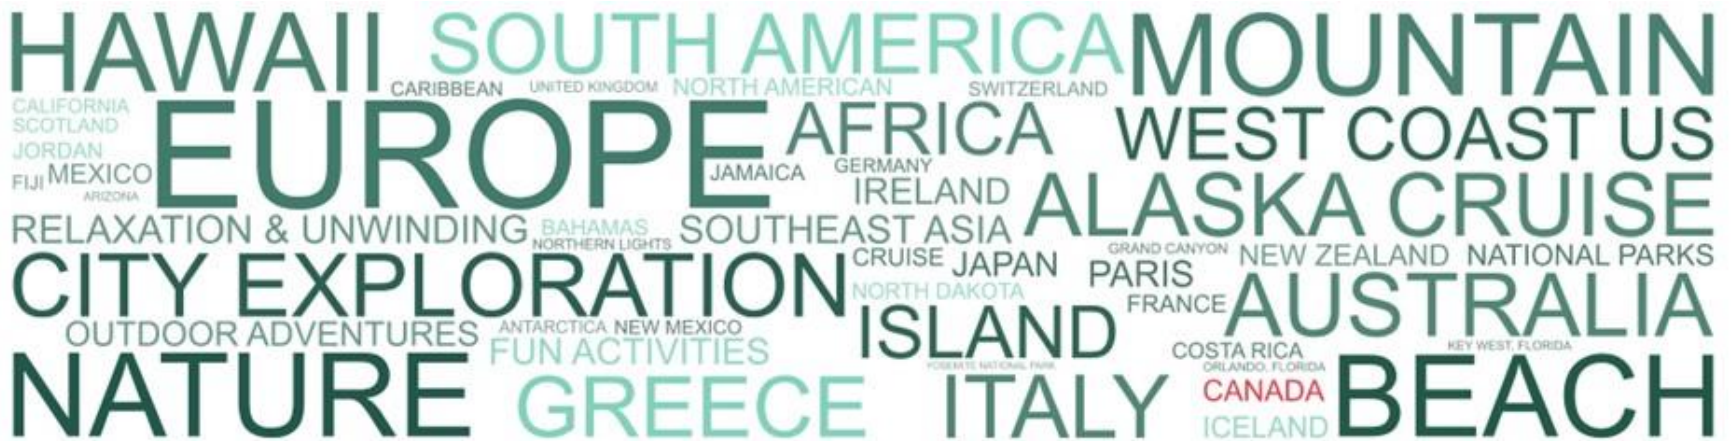 HAWAII
SOUTH AMERICA
MOUNTAIN
CARIBBEAN
UNITED KINGDOM
NORTH AMERICAN
SWITZERLAND
CALIFORNIA
SCOTLAND
JORDAN
FIJI
MEXICO
ARIZONA
EUROPE
AFRICA
WEST COAST US
JAMAICA
GERMANY
IRELAND
ALASKA CRUISE
RELAXATION & UNWINDING
BAHAMAS
NORTHERN LIGHTS
SOUTHEAST ASIA
CITY EXPLORATION
CRUISE
JAPAN
PARIS
GRAND CANYON
NEW ZEALAND
NATIONAL PARKS
NORTH DAKOTA
FRANCE
AUSTRALIA
OUTDOOR ADVENTURES
ANTARCTICA
NEW MEXICO
FUN ACTIVITIES
ISLAND
COSTA RICA
KEY WEST, FLORIDA
NATURE
GREECE
YOSEMITE NATIONAL PARK
ITALY
ORLANDO, FLORIDA
CANADA
ICELAND
BEACH